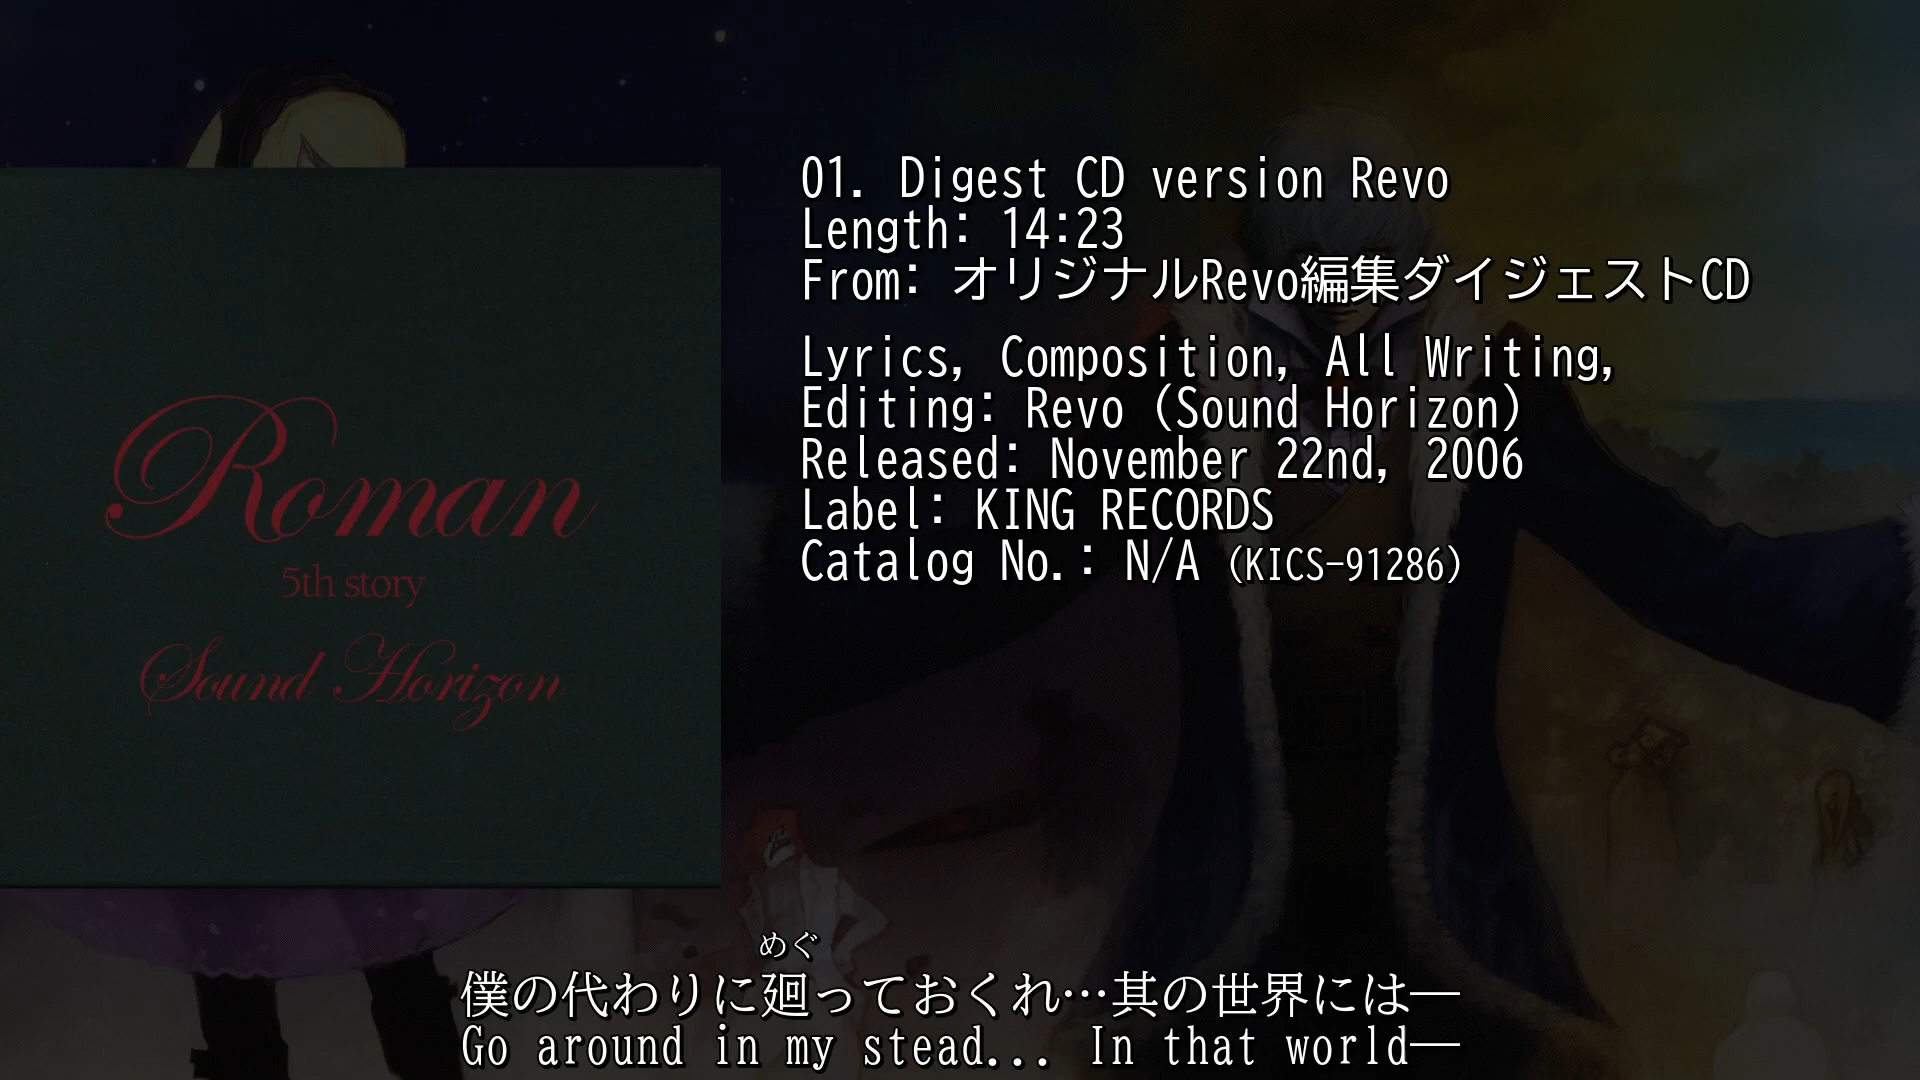 Roman
5th story
Sound Horizon
01. Digest CD version Revo
Length: 14:23
From: オリジナルRevo編集ダイジェストCD
Lyrics, Composition, All Writing,
Editing: Revo (Sound Horizon)
Released: November 22nd, 2006
Label: KING RECORDS
Catalog No.: N/A (KICS-91286)
めぐ
僕の代わりに廻っておくれ…其の世界には―
Go around in my stead... In that world―